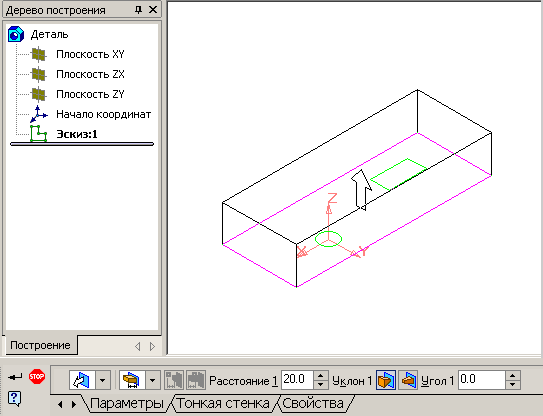 Дерево построения
Деталь
Плоскость XY
Плоскость ZX
Плоскость ZY
Начало координат
Эскиз:1
Z
X
Y
Построение
STOP
Расстояние 1 20.0 Уклон 1 Угол 1 0.0
Параметры Тонкая стенка Свойства